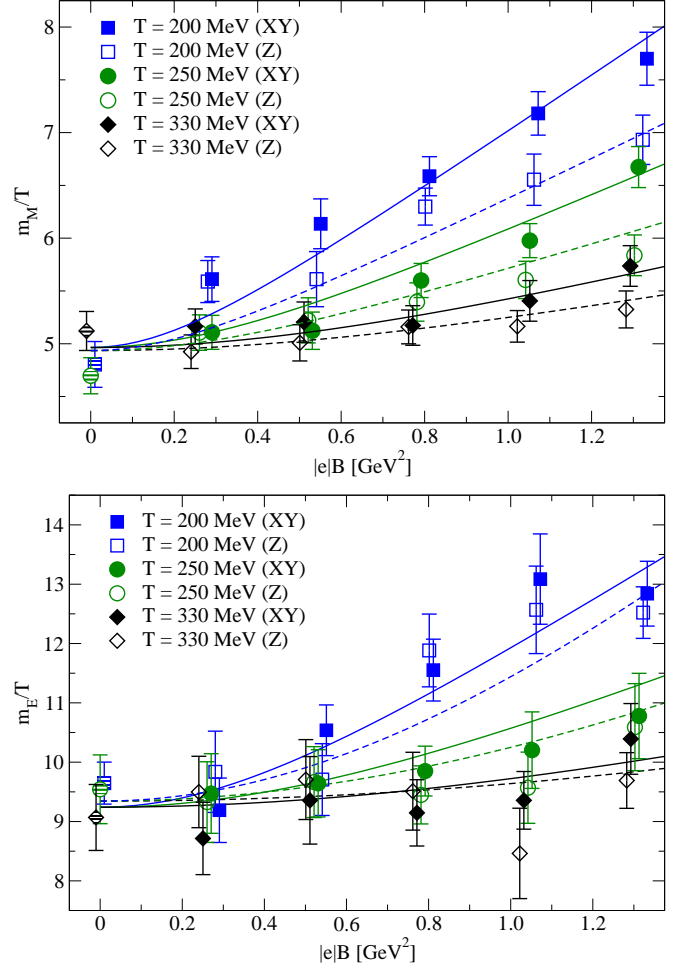 8
7
6
5
m_M/T
T = 200 MeV (XY)
T = 200 MeV (Z)
T = 250 MeV (XY)
T = 250 MeV (Z)
T = 330 MeV (XY)
T = 330 MeV (Z)
0 0.2 0.4 0.6 0.8 1.0 1.2
|e|B [GeV²]
14
13
12
11
10
9
8
m_E/T
T = 200 MeV (XY)
T = 200 MeV (Z)
T = 250 MeV (XY)
T = 250 MeV (Z)
T = 330 MeV (XY)
T = 330 MeV (Z)
0 0.2 0.4 0.6 0.8 1.0 1.2
|e|B [GeV²]